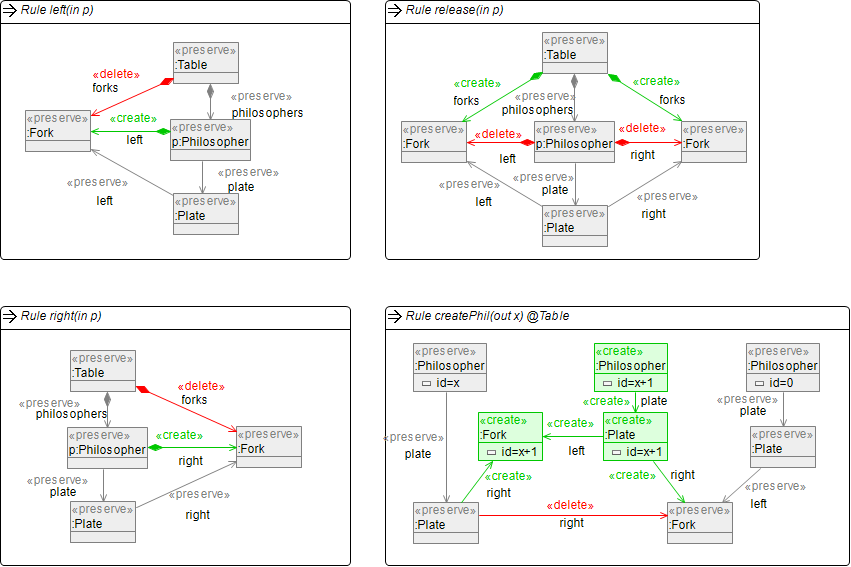 Rule left(in p)
«preserve»
:Table
«delete»
forks
«preserve»
philosophers
«preserve»
:Fork
«create»
left
«preserve»
p:Philosopher
«preserve»
left
«preserve»
plate
«preserve»
:Plate
Rule release(in p)
«preserve»
:Table
«create»
forks
«preserve»
philosophers
«create»
forks
«preserve»
:Fork
«delete»
left
«preserve»
p:Philosopher
«delete»
right
«preserve»
:Fork
«preserve»
left
«preserve»
plate
«preserve»
right
«preserve»
:Plate
Rule right(in p)
«preserve»
:Table
«delete»
forks
«preserve»
philosophers
«preserve»
p:Philosopher
«create»
right
«preserve»
:Fork
«preserve»
plate
«preserve»
right
«preserve»
:Plate
Rule createPhil(out x) @Table
«preserve»
:Philosopher
id=x
«create»
:Philosopher
id=x+1
«preserve»
:Philosopher
id=0
«create»
plate
«preserve»
plate
«create»
:Fork
id=x+1
«create»
left
«create»
:Plate
id=x+1
«preserve»
:Plate
«preserve»
plate
«create»
right
«create»
right
«preserve»
left
«preserve»
:Plate
«delete»
right
«preserve»
:Fork